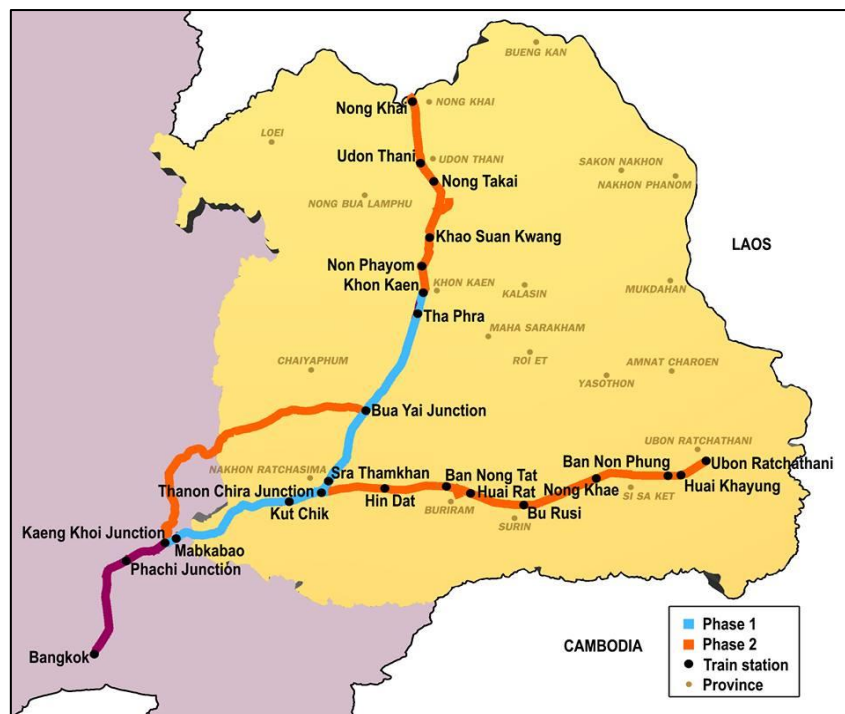 BUENG KAN
Nong Khai
NONG KHAI
LOEI
Udon Thani
UDON THANI
SAKON NAKHON
Nong Takai
NAKHON PHANOM
NONG BUA LAMPHU
Khao Suan Kwang
LAOS
Non Phayom
Khon Kaen
KHON KAEN
KALASIN
MUKDAHAN
Tha Phra
MAHA SARAKHAM
ROI ET
CHAIYAPHUM
AMNAT CHAROEN
YASOTHON
Bua Yai Junction
UBON RATCHATHANI
NAKHON RATCHASIMA
Sra Thamkhan
Ban Nong Tat
Ban Non Phung
Ubon Ratchathani
Thanon Chira Junction
Hin Dat
Huai Rat
Nong Khae
SI SA KET
Huai Khayung
Kut Chik
BURIRAM
Bu Rusi
SURIN
Kaeng Khoi Junction
Mabkabao
Phachi Junction
Bangkok
CAMBODIA
Phase 1
Phase 2
Train station
Province